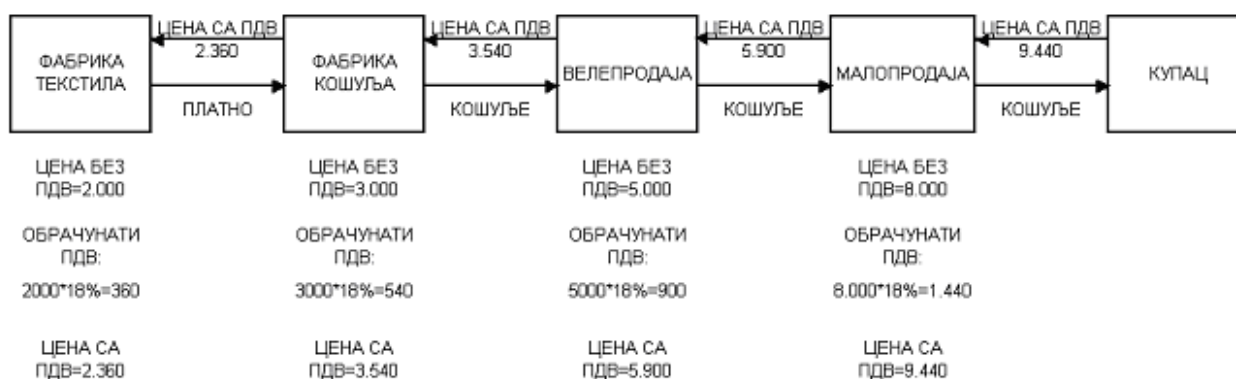 ЦЕНА СА ПДВ
2.360
ЦЕНА СА ПДВ
3.540
ЦЕНА СА ПДВ
5.900
ЦЕНА СА ПДВ
9.440
ФАБРИКА
ТЕКСТИЛА
ФАБРИКА
КОШУЉА
ВЕЛЕПРОДАЈА
МАЛОПРОДАЈА
КУПАЦ
ПЛАТНО
КОШУЉЕ
КОШУЉЕ
КОШУЉЕ
ЦЕНА БЕЗ
ПДВ=2.000
ЦЕНА БЕЗ
ПДВ=3.000
ЦЕНА БЕЗ
ПДВ=5.000
ЦЕНА БЕЗ
ПДВ=8.000
ОБРАЧУНАТИ
ПДВ:
2000*18%=360
ОБРАЧУНАТИ
ПДВ:
3000*18%=540
ОБРАЧУНАТИ
ПДВ:
5000*18%=900
ОБРАЧУНАТИ
ПДВ:
8.000*18%=1.440
ЦЕНА СА
ПДВ=2.360
ЦЕНА СА
ПДВ=3.540
ЦЕНА СА
ПДВ=5.900
ЦЕНА СА
ПДВ=9.440